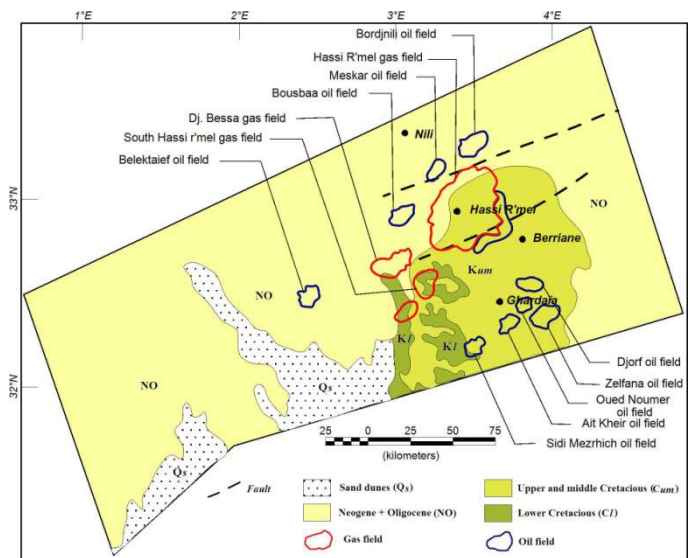 1°E
2°E
3°E
4°E
Bordjnili oil field
Hassi R'mel gas field
Meskar oil field
Bousbaa oil field
Dj. Bessa gas field
South Hassi r'mel gas field
Belektaief oil field
Nili
33°N
Hassi R'mel
NO
Berriane
NO
Kum
Ghardaïa
Kl
Kl
32°N
NO
Qs
Djorf oil field
Zelfana oil field
Oued Noumer
oil field
Ait Kheir oil field
Sidi Mezrhich oil field
25 0 25 50 75
(kilometers)
Qs
Fault
Sand dunes (Qs)
Upper and middle Cretacious (Cum)
Neogene + Oligocene (NO)
Lower Cretacious (Cl)
Gas field
Oil field